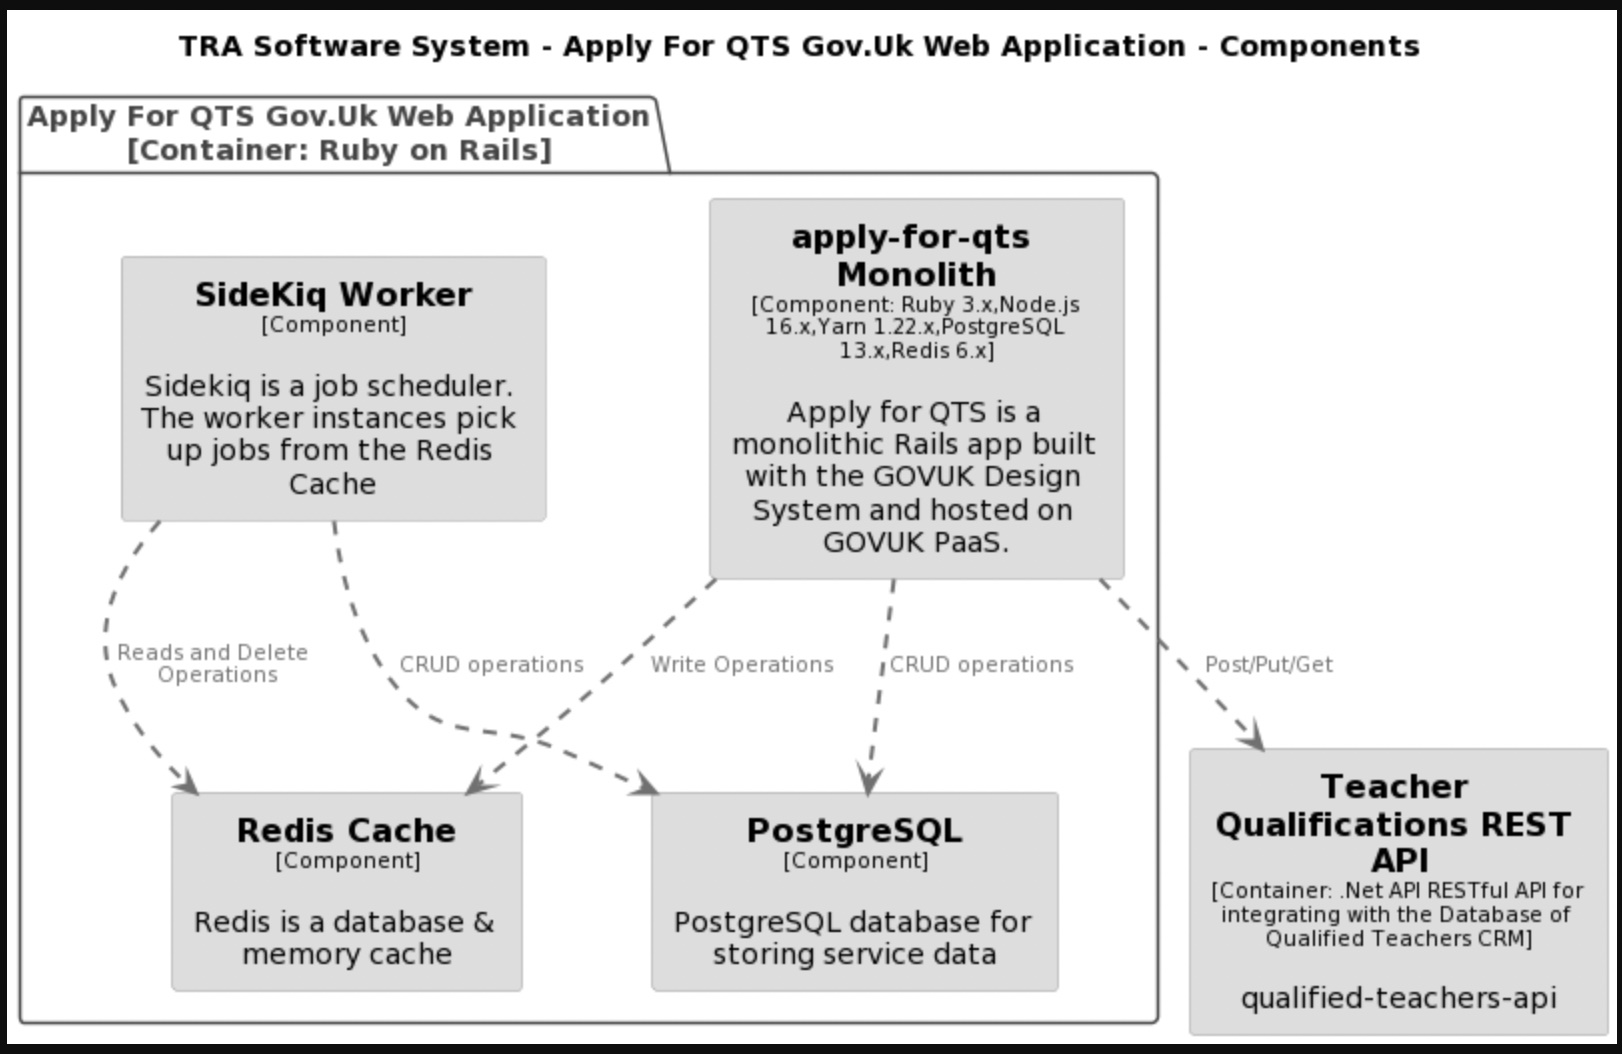 TRA Software System - Apply For QTS Gov.Uk Web Application - Components
Apply For QTS Gov.Uk Web Application
[Container: Ruby on Rails]
SideKiq Worker
[Component]
Sidekiq is a job scheduler.
The worker instances pick
up jobs from the Redis
Cache
apply-for-qts
Monolith
[Component: Ruby 3.x,Node.js
16.x,Yarn 1.22.x,PostgreSQL
13.x,Redis 6.x]
Apply for QTS is a
monolithic Rails app built
with the GOVUK Design
System and hosted on
GOVUK PaaS.
Reads and Delete
Operations
CRUD operations
Write Operations
CRUD operations
Post/Put/Get
Redis Cache
[Component]
Redis is a database &
memory cache
PostgreSQL
[Component]
PostgreSQL database for
storing service data
Teacher
Qualifications REST
API
[Container: .Net API RESTful API for
integrating with the Database of
Qualified Teachers CRM]
qualified-teachers-api